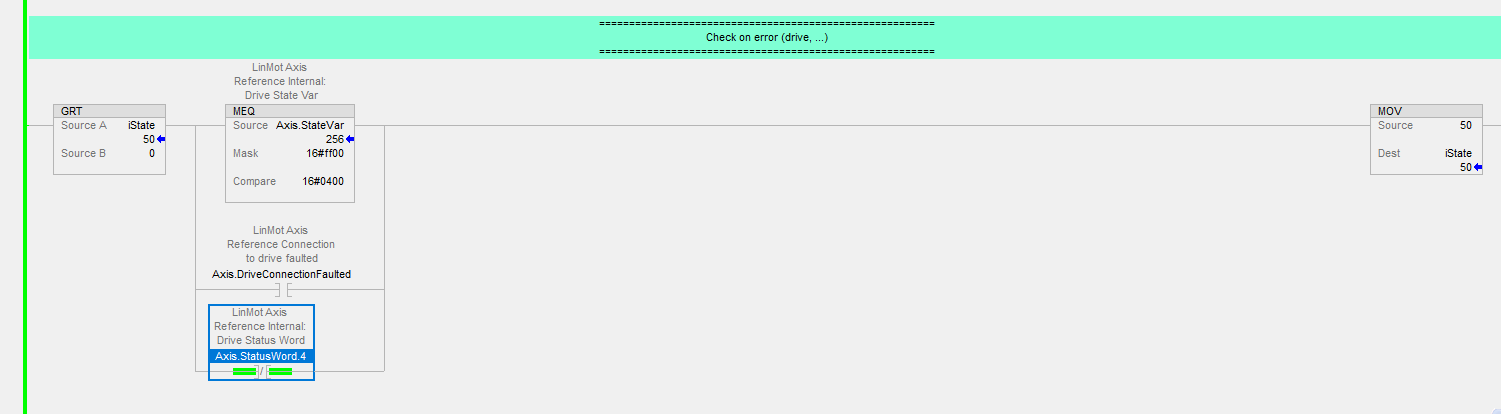 ========================================================
Check on error (drive, ...)
========================================================
LinMot Axis
Reference Internal:
Drive State Var
GRT
Source A iState
50
Source B 0
MEQ
Source Axis.StateVar
256
Mask 16#ff00
Compare 16#0400
MOV
Source 50
Dest iState
50
LinMot Axis
Reference Connection
to drive faulted
Axis.DriveConnectionFaulted
LinMot Axis
Reference Internal:
Drive Status Word
Axis.StatusWord.4
/